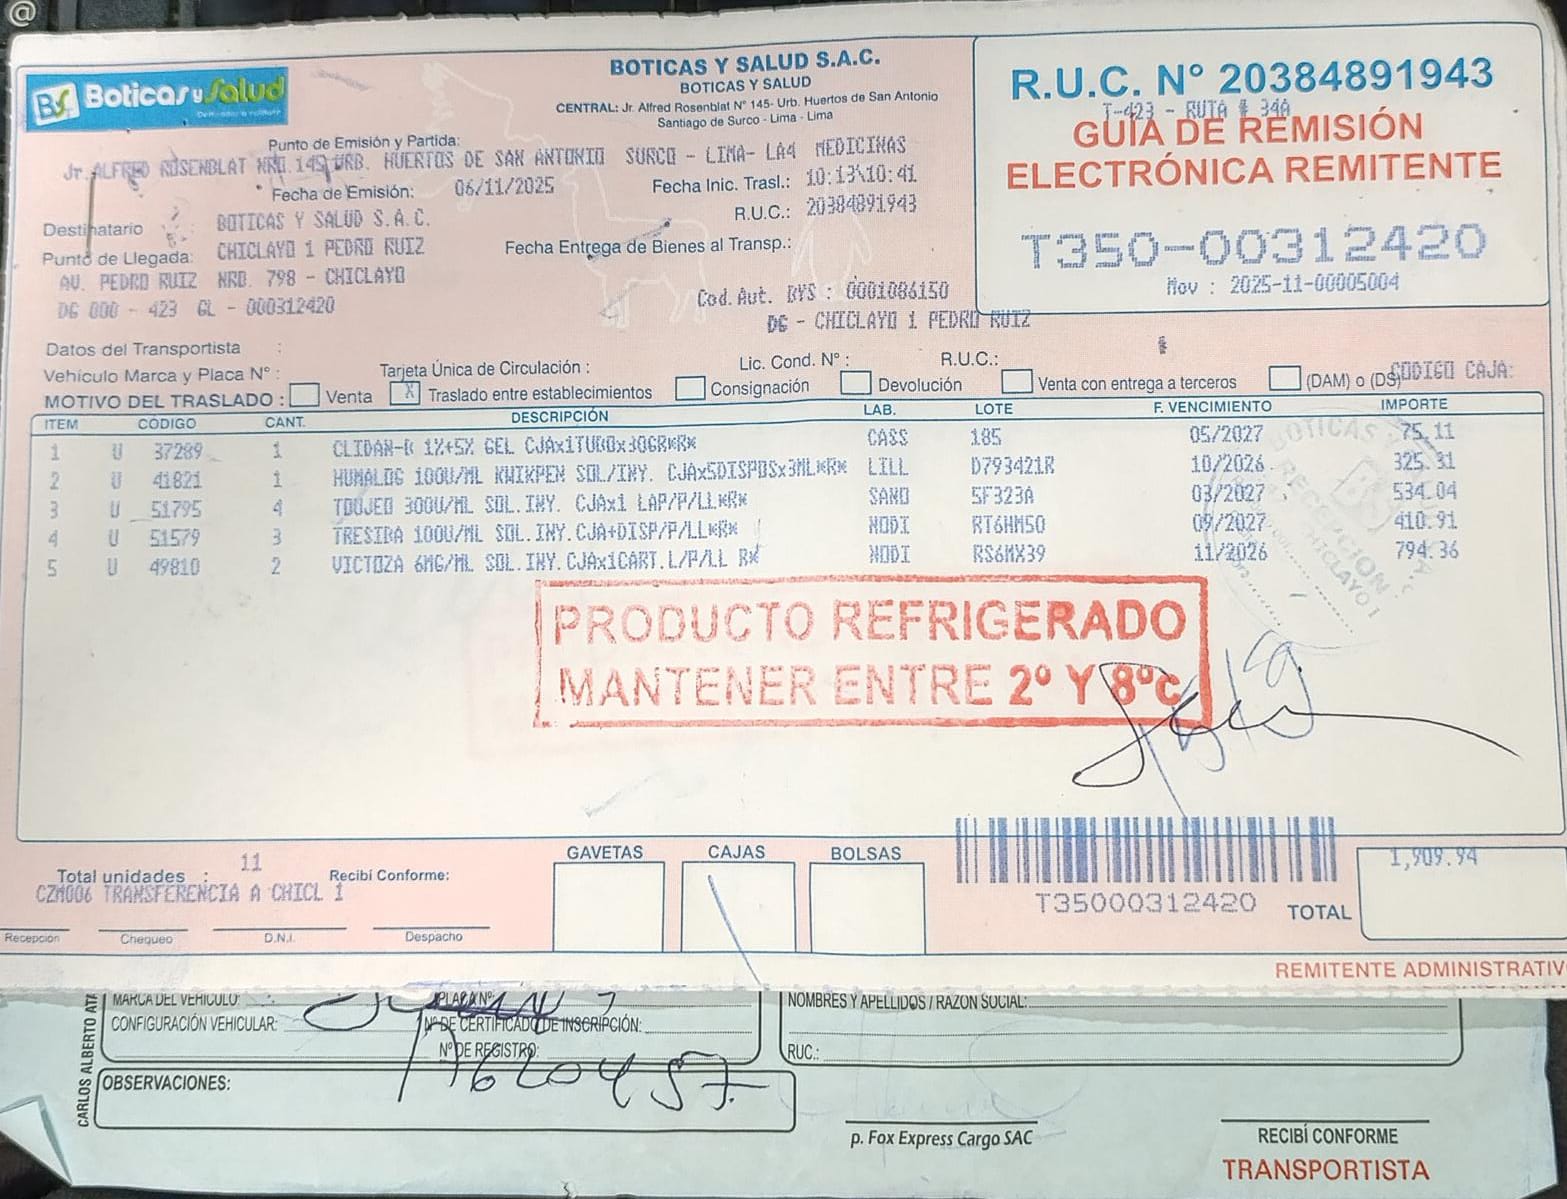 @
BS Boticas y Salud
BOTICAS Y SALUD S.A.C.
BOTICAS Y SALUD
CENTRAL: Jr. Alfred Rosenblat N° 145- Urb. Huertos de San Antonio
Santiago de Surco - Lima - Lima
R.U.C. N° 20384891943
T-423 - RUTA # 34A
GUÍA DE REMISIÓN
ELECTRÓNICA REMITENTE
T350-00312420
Mov : 2025-11-00005004
Punto de Emisión y Partida:
Jr. ALFRED ROSENBLAT NRO.145 URB. HUERTOS DE SAN ANTONIO SURCO - LIMA- LA4 MEDICINAS
Fecha de Emisión: 06/11/2025 Fecha Inic. Trasl.: 10:13\10:41
R.U.C.: 20384891943
Destinatario BOTICAS Y SALUD S.A.C.
Punto de Llegada: CHICLAYO 1 PEDRO RUIZ Fecha Entrega de Bienes al Transp.:
AV. PEDRO RUIZ NRO. 798 - CHICLAYO
DG 000 - 423 GL - 000312420
Cod.Aut. BYS : 0001086150
DG - CHICLAYO 1 PEDRO RUIZ
Datos del Transportista :
Vehículo Marca y Placa N° : Tarjeta Única de Circulación : Lic. Cond. N° : R.U.C.:
CODIGO CAJA:
MOTIVO DEL TRASLADO : Venta X Traslado entre establecimientos Consignación Devolución Venta con entrega a terceros (DAM) o (DS)
ITEM CÓDIGO CANT. DESCRIPCIÓN LAB. LOTE F. VENCIMIENTO IMPORTE
1 U 37289 1 CLIDAN-B 1%+5% GEL CJAx1TUBOx30GR*R* CASS 185 05/2027 75.11
2 U 41821 1 HUMALOG 100U/ML KWIKPEN SOL/INY. CJAx5DISPOSx3ML*R* LILL D793421R 10/2026 325.31
3 U 51795 4 TOUJEO 300U/ML SOL.INY. CJAx1 LAP/P/LL*R* SANO 5F323A 03/2027 534.04
4 U 51579 3 TRESIBA 100U/ML SOL.INY.CJA+DISP/P/LL*R* NODI RT6HM50 09/2027 410.91
5 U 49810 2 VICTOZA 6MG/ML SOL.INY.CJAx1CART.L/P/LL R* NODI RS6MX39 11/2026 794.36
BOTICAS
RECEPCION
CHICLAYO 1
PRODUCTO REFRIGERADO
MANTENER ENTRE 2º Y 8ºC
Total unidades : 11 Recibí Conforme:
CZM006 TRANSFERENCIA A CHICL 1
Recepción Chequeo D.N.I. Despacho
GAVETAS CAJAS BOLSAS
T35000312420
TOTAL 1,909.94
REMITENTE ADMINISTRATIV
CARLOS ALBERTO
MARCA DEL VEHICULO: PLACA N° NOMBRES Y APELLIDOS / RAZON SOCIAL:
CONFIGURACIÓN VEHICULAR: N° DE CERTIFICADO DE INSCRIPCIÓN:
N° DE REGISTRO: RUC.:
7620457
OBSERVACIONES:
p. Fox Express Cargo SAC
RECIBÍ CONFORME
TRANSPORTISTA